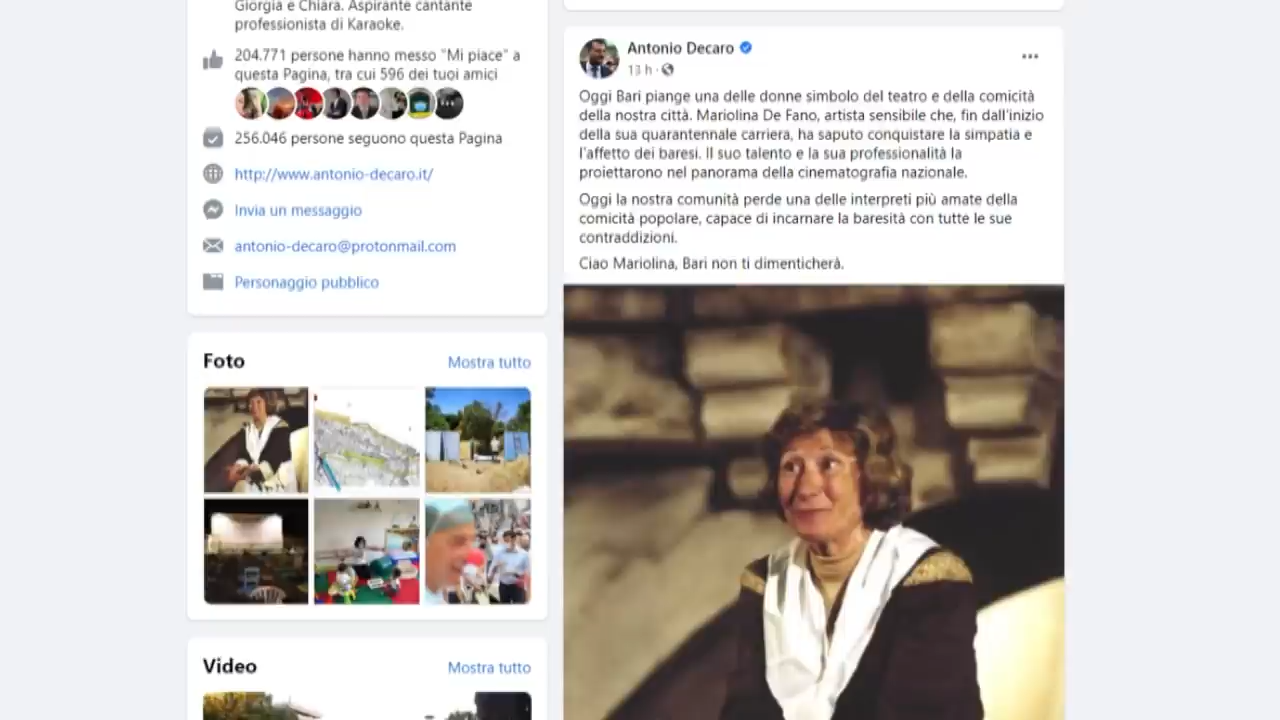 Giorgia e Chiara. Aspirante cantante
professionista di Karaoke.
204.771 persone hanno messo "Mi piace" a
questa Pagina, tra cui 596 dei tuoi amici
256.046 persone seguono questa Pagina
http://www.antonio-decaro.it/
Invia un messaggio
antonio-decaro@protonmail.com
Personaggio pubblico
Foto
Mostra tutto
Video
Mostra tutto
Antonio Decaro
13 h ·
Oggi Bari piange una delle donne simbolo del teatro e della comicità
della nostra città. Mariolina De Fano, artista sensibile che, fin dall'inizio
della sua quarantennale carriera, ha saputo conquistare la simpatia e
l'affetto dei baresi. Il suo talento e la sua professionalità la
proiettarono nel panorama della cinematografia nazionale.
Oggi la nostra comunità perde una delle interpreti più amate della
comicità popolare, capace di incarnare la baresità con tutte le sue
contraddizioni.
Ciao Mariolina, Bari non ti dimenticherà.